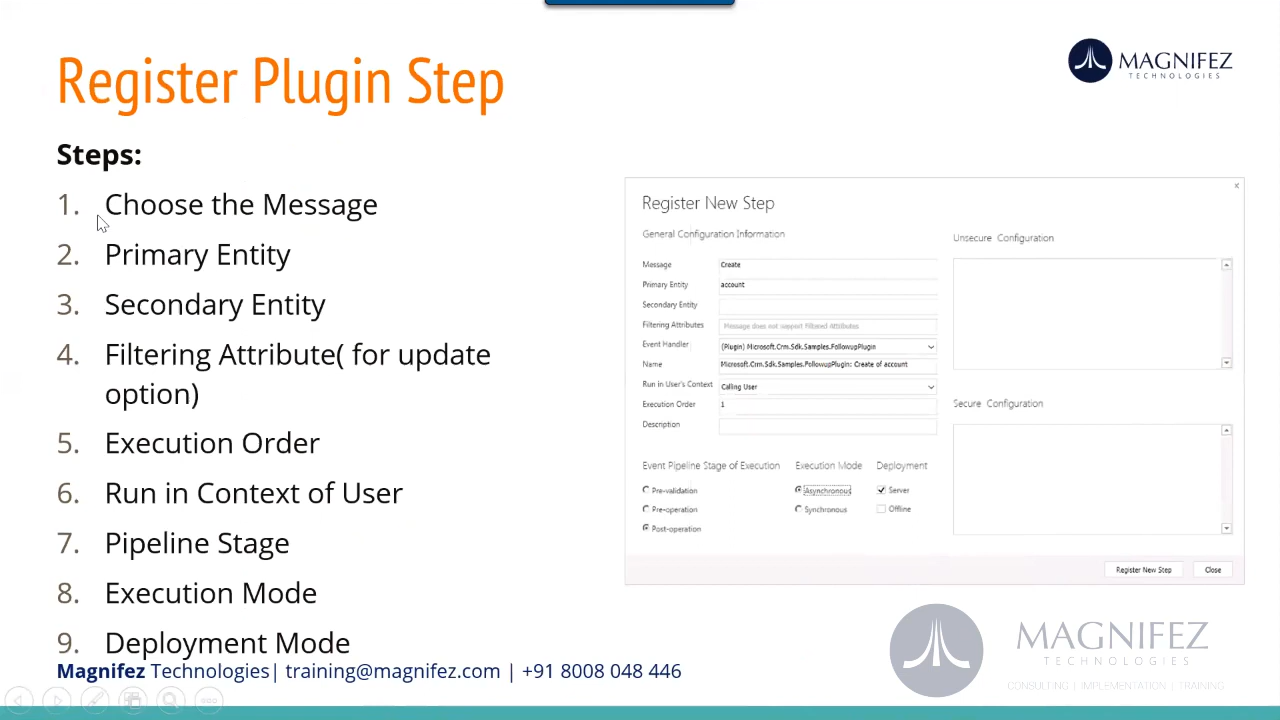 Register Plugin Step
MAGNIFEZ
TECHNOLOGIES
Steps:
1. Choose the Message
2. Primary Entity
3. Secondary Entity
4. Filtering Attribute( for update
option)
5. Execution Order
6. Run in Context of User
7. Pipeline Stage
8. Execution Mode
9. Deployment Mode
Register New Step
General Configuration Information
Message Create
Primary Entity account
Secondary Entity
Filtering Attributes Message does not support Filtered Attributes
Event Handler (Plugin) Microsoft.Crm.Sdk.Samples.FollowupPlugin
Name Microsoft.Crm.Sdk.Samples.FollowupPlugin: Create of account
Run in User's Context Calling User
Execution Order 1
Description
Event Pipeline Stage of Execution Execution Mode Deployment
Pre-validation Asynchronous Server
Pre-operation Synchronous Offline
Post-operation
Unsecure Configuration
Secure Configuration
Register New Step Close
MAGNIFEZ
TECHNOLOGIES
CONSULTING | IMPLEMENTATION | TRAINING
Magnifez Technologies| training@magnifez.com | +91 8008 048 446